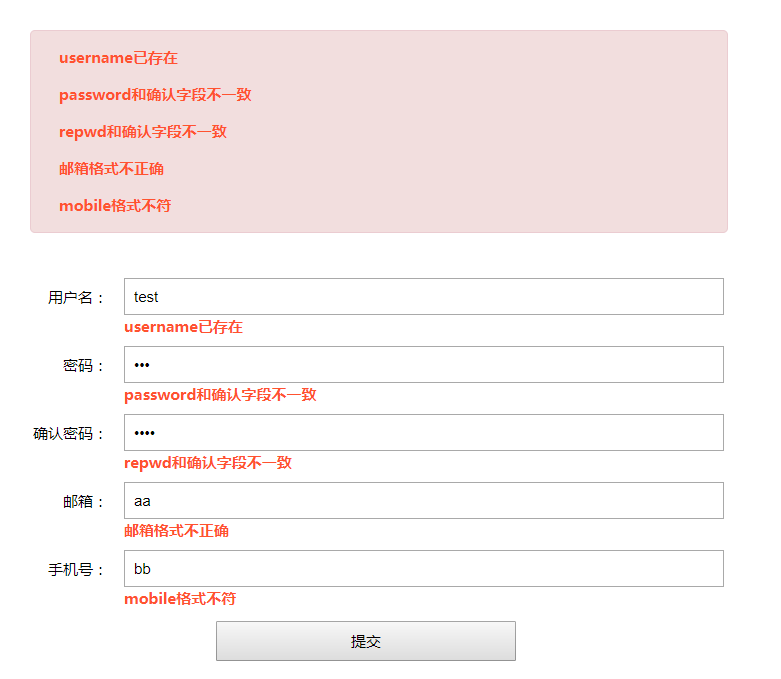 username已存在
password和确认字段不一致
repwd和确认字段不一致
邮箱格式不正确
mobile格式不符
用户名： test
username已存在
密码： •••
password和确认字段不一致
确认密码： ••••
repwd和确认字段不一致
邮箱： aa
邮箱格式不正确
手机号： bb
mobile格式不符
提交